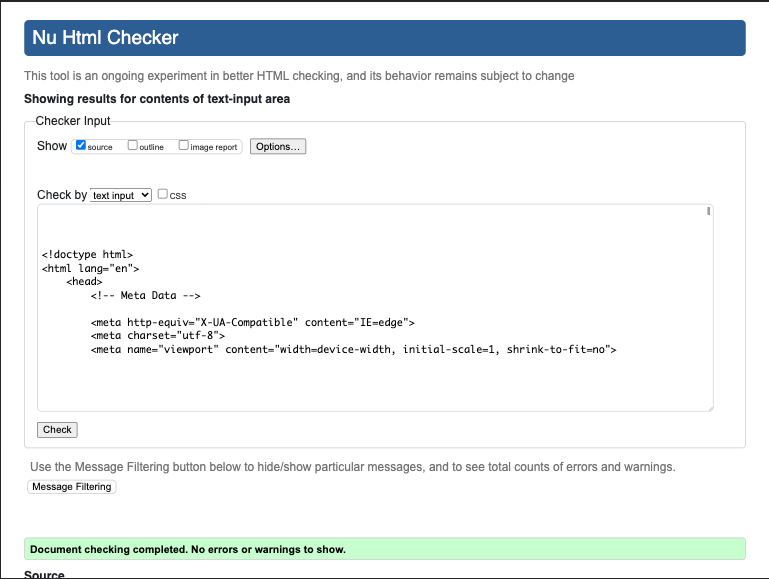 Nu Html Checker
This tool is an ongoing experiment in better HTML checking, and its behavior remains subject to change
Showing results for contents of text-input area
Checker Input
Show source outline image report Options...
Check by text input CSS
<!doctype html>
<html lang="en">
<head>
<!-- Meta Data -->
<meta http-equiv="X-UA-Compatible" content="IE=edge">
<meta charset="utf-8">
<meta name="viewport" content="width=device-width, initial-scale=1, shrink-to-fit=no">
Check
Use the Message Filtering button below to hide/show particular messages, and to see total counts of errors and warnings.
Message Filtering
Document checking completed. No errors or warnings to show.
Source